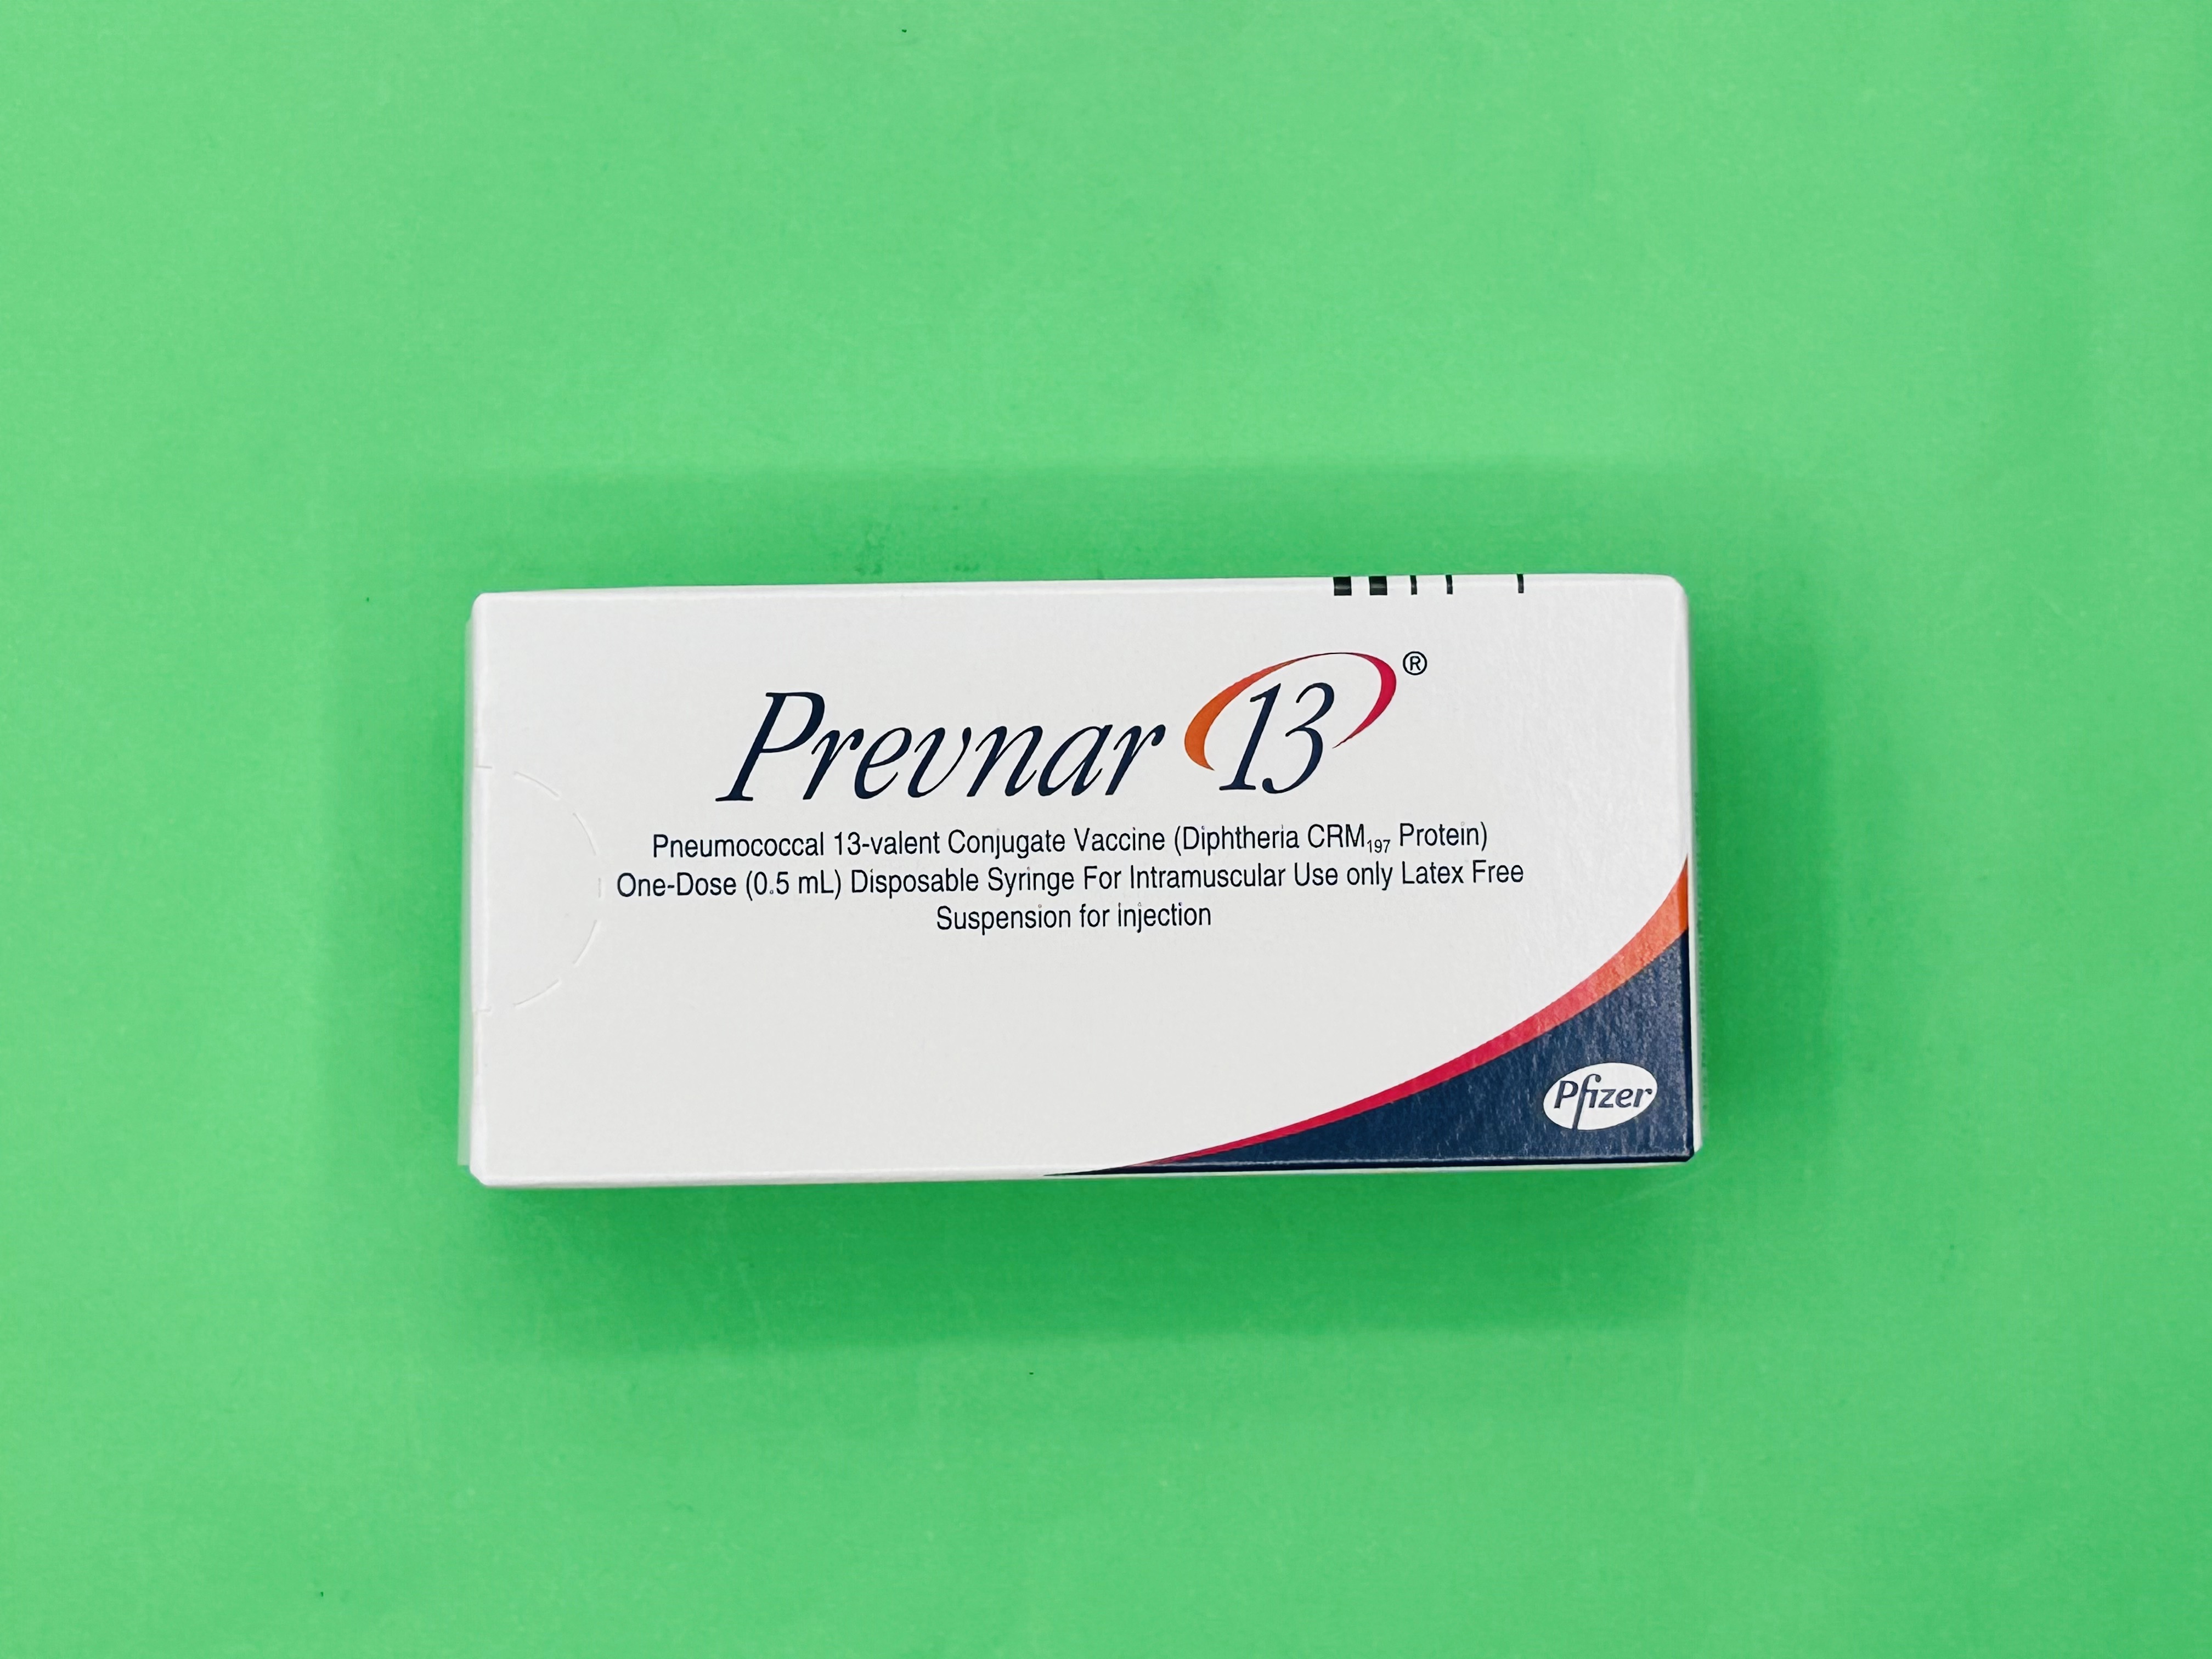 Prevnar 13®
Pneumococcal 13-valent Conjugate Vaccine (Diphtheria CRM₁₉₇ Protein)
One-Dose (0.5 mL) Disposable Syringe For Intramuscular Use only Latex Free
Suspension for injection
Pfizer